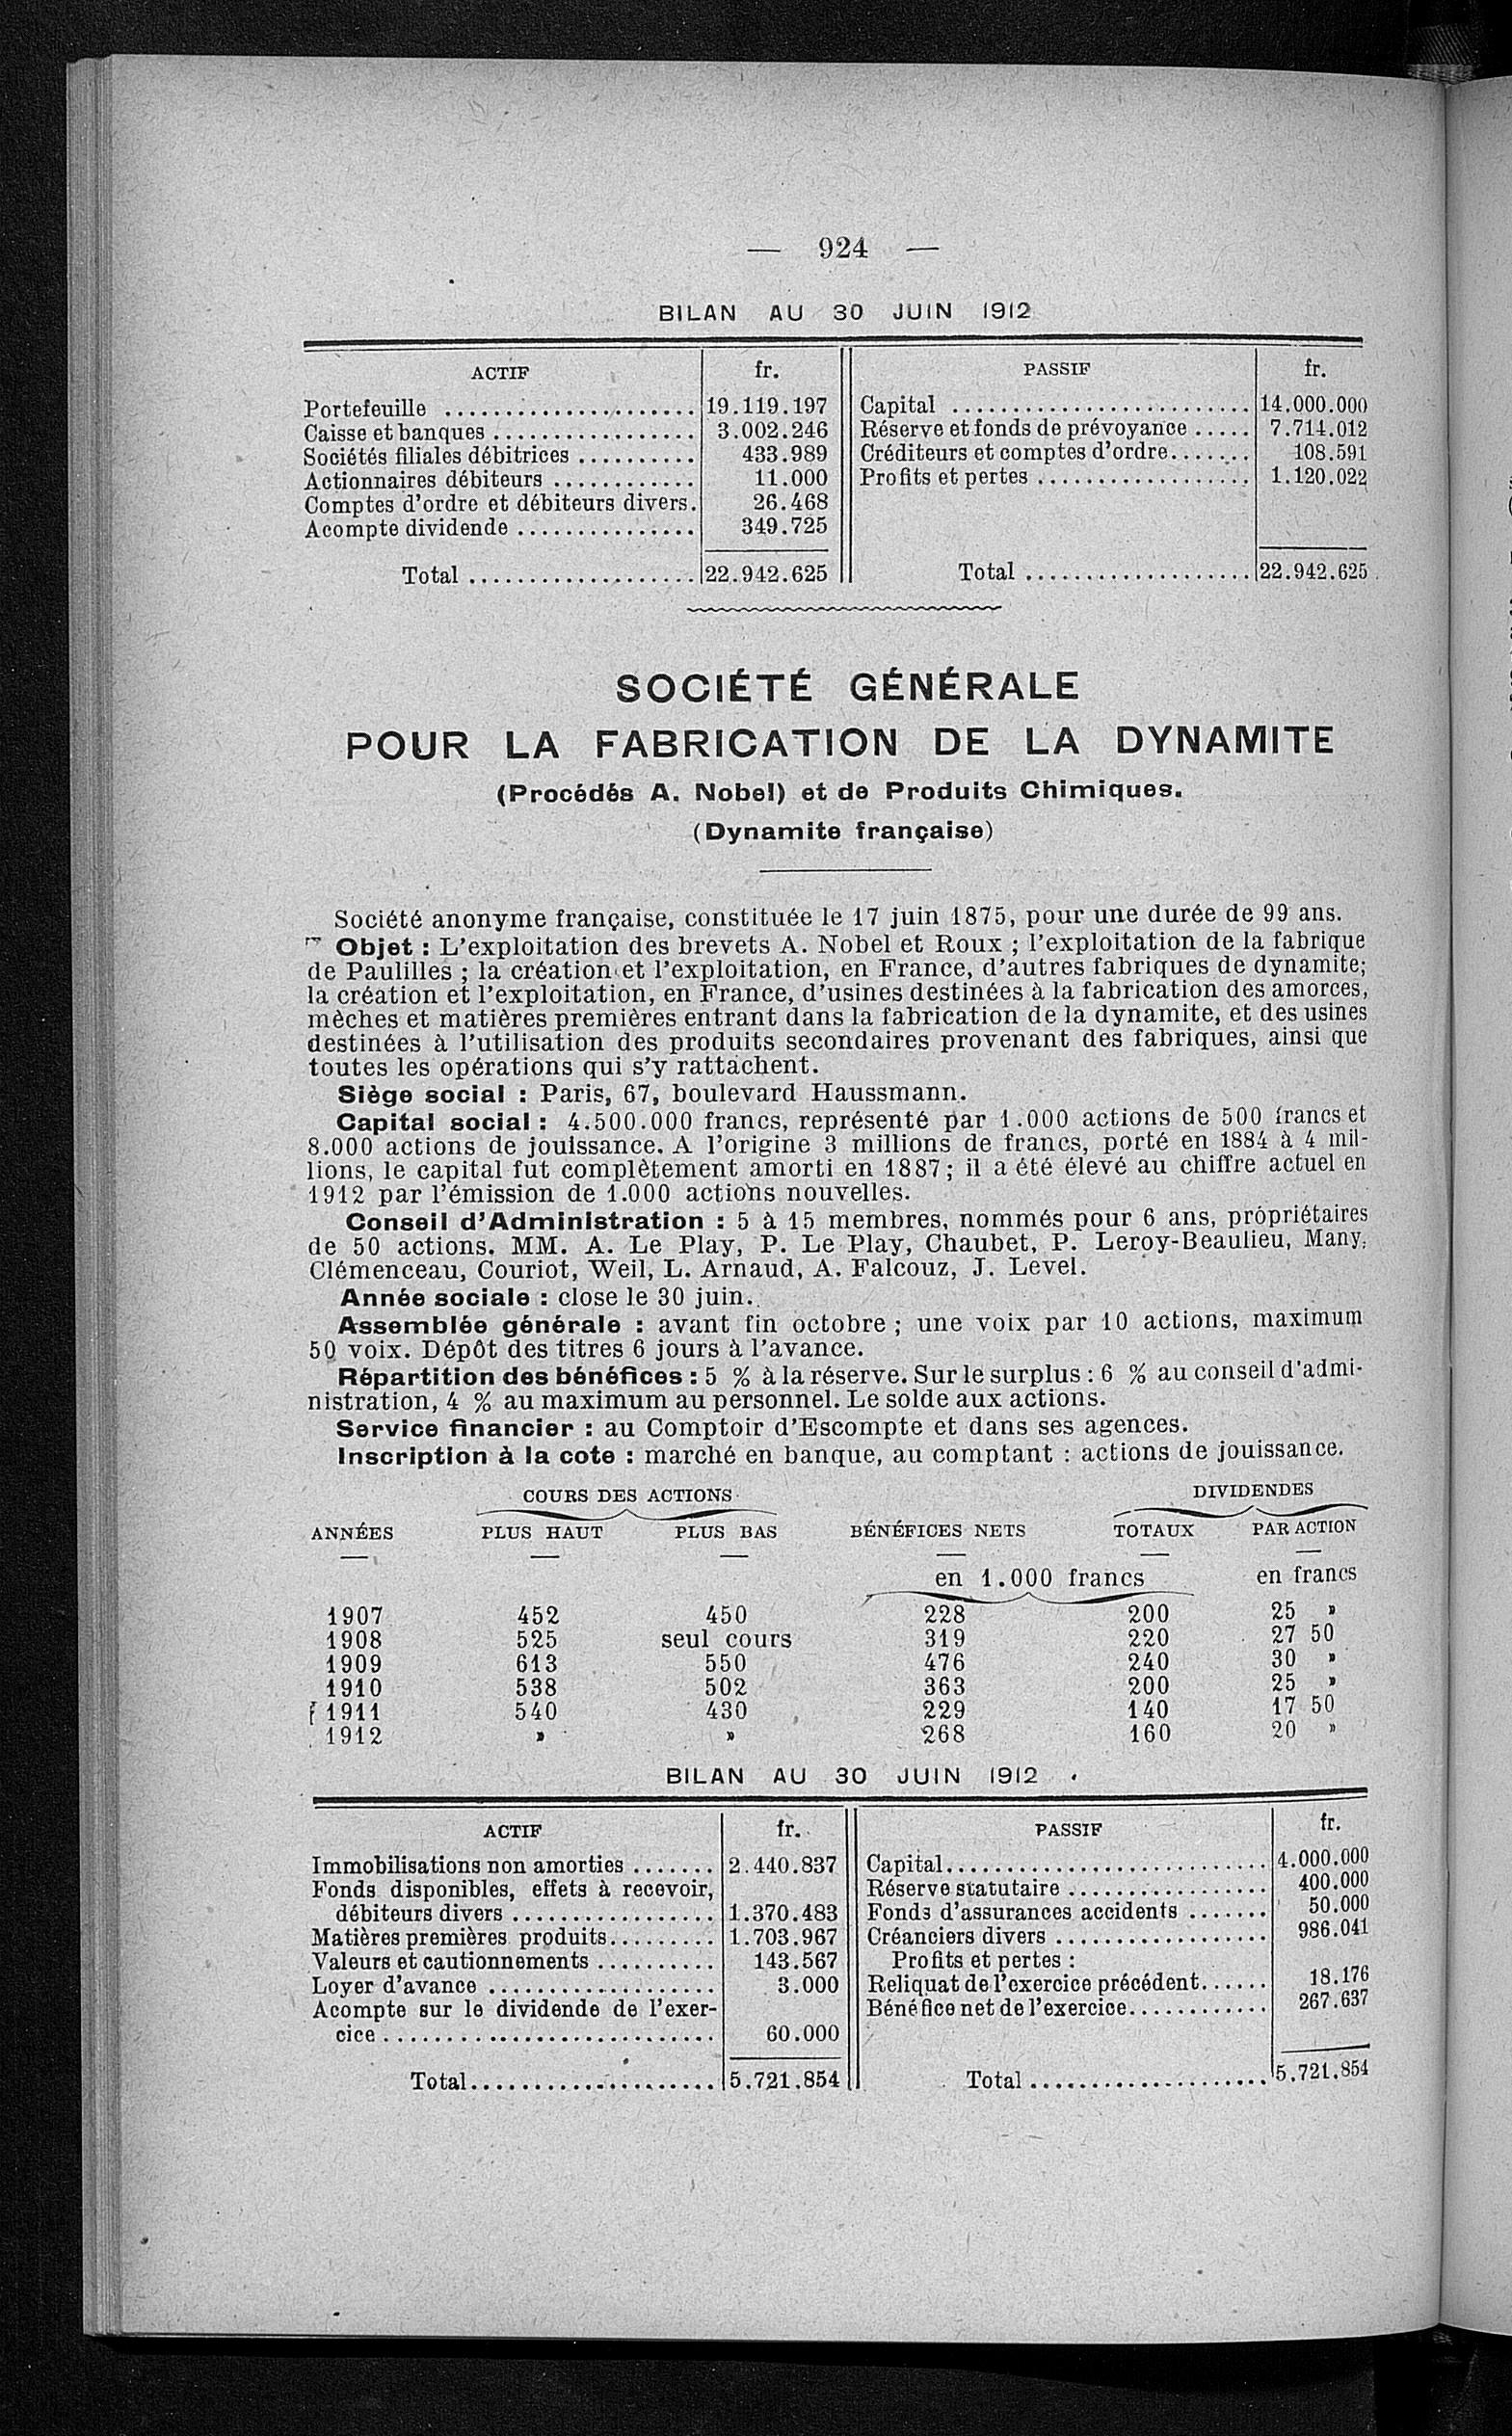 — 924 —
BILAN AU 30 JUIN 1912
ACTIF fr. PASSIF fr.
Portefeuille ..................... 19.119.197 Capital ......................... 14.000.000
Caisse et banques ................. 3.002.246 Réserve et fonds de prévoyance ..... 7.714.012
Sociétés filiales débitrices .......... 433.989 Créditeurs et comptes d'ordre....... 108.591
Actionnaires débiteurs ............ 11.000 Profits et pertes .................. 1.120.022
Comptes d'ordre et débiteurs divers. 26.468
Acompte dividende ............... 349.725
Total ................... 22.942.625 Total ................... 22.942.625
SOCIÉTÉ GÉNÉRALE
POUR LA FABRICATION DE LA DYNAMITE
(Procédés A. Nobel) et de Produits Chimiques.
(Dynamite française)
Société anonyme française, constituée le 17 juin 1875, pour une durée de 99 ans.
Objet : L'exploitation des brevets A. Nobel et Roux ; l'exploitation de la fabrique
de Paulilles ; la création et l'exploitation, en France, d'autres fabriques de dynamite;
la création et l'exploitation, en France, d'usines destinées à la fabrication des amorces,
mèches et matières premières entrant dans la fabrication de la dynamite, et des usines
destinées à l'utilisation des produits secondaires provenant des fabriques, ainsi que
toutes les opérations qui s'y rattachent.
Siège social : Paris, 67, boulevard Haussmann.
Capital social : 4.500.000 francs, représenté par 1.000 actions de 500 francs et
8.000 actions de jouissance. A l'origine 3 millions de francs, porté en 1884 à 4 mil-
lions, le capital fut complètement amorti en 1887; il a été élevé au chiffre actuel en
1912 par l'émission de 1.000 actions nouvelles.
Conseil d'Administration : 5 à 15 membres, nommés pour 6 ans, propriétaires
de 50 actions. MM. A. Le Play, P. Le Play, Chaubet, P. Leroy-Beaulieu, Many,
Clémenceau, Couriot, Weil, L. Arnaud, A. Falcouz, J. Level.
Année sociale : close le 30 juin.
Assemblée générale : avant fin octobre ; une voix par 10 actions, maximum
50 voix. Dépôt des titres 6 jours à l'avance.
Répartition des bénéfices : 5 % à la réserve. Sur le surplus : 6 % au conseil d'admi-
nistration, 4 % au maximum au personnel. Le solde aux actions.
Service financier : au Comptoir d'Escompte et dans ses agences.
Inscription à la cote : marché en banque, au comptant : actions de jouissance.
COURS DES ACTIONS DIVIDENDES
ANNÉES PLUS HAUT PLUS BAS BÉNÉFICES NETS TOTAUX PAR ACTION
en 1.000 francs en francs
1907 452 450 228 200 25 »
1908 525 seul cours 319 220 27 50
1909 613 550 476 240 30 »
1910 538 502 363 200 25 »
1911 540 430 229 140 17 50
1912 » » 268 160 20 »
BILAN AU 30 JUIN 1912
ACTIF fr. PASSIF fr.
Immobilisations non amorties ....... 2.440.837 Capital........................... 4.000.000
Fonds disponibles, effets à recevoir, Réserve statutaire ................. 400.000
débiteurs divers ................. 1.370.483 Fonds d'assurances accidents ....... 50.000
Matières premières produits......... 1.703.967 Créanciers divers .................. 986.041
Valeurs et cautionnements .......... 143.567 Profits et pertes :
Loyer d'avance ................... 3.000 Reliquat de l'exercice précédent...... 18.176
Acompte sur le dividende de l'exer- Bénéfice net de l'exercice............ 267.637
cice ............................ 60.000
Total..................... 5.721.854 Total .................... 5.721.854